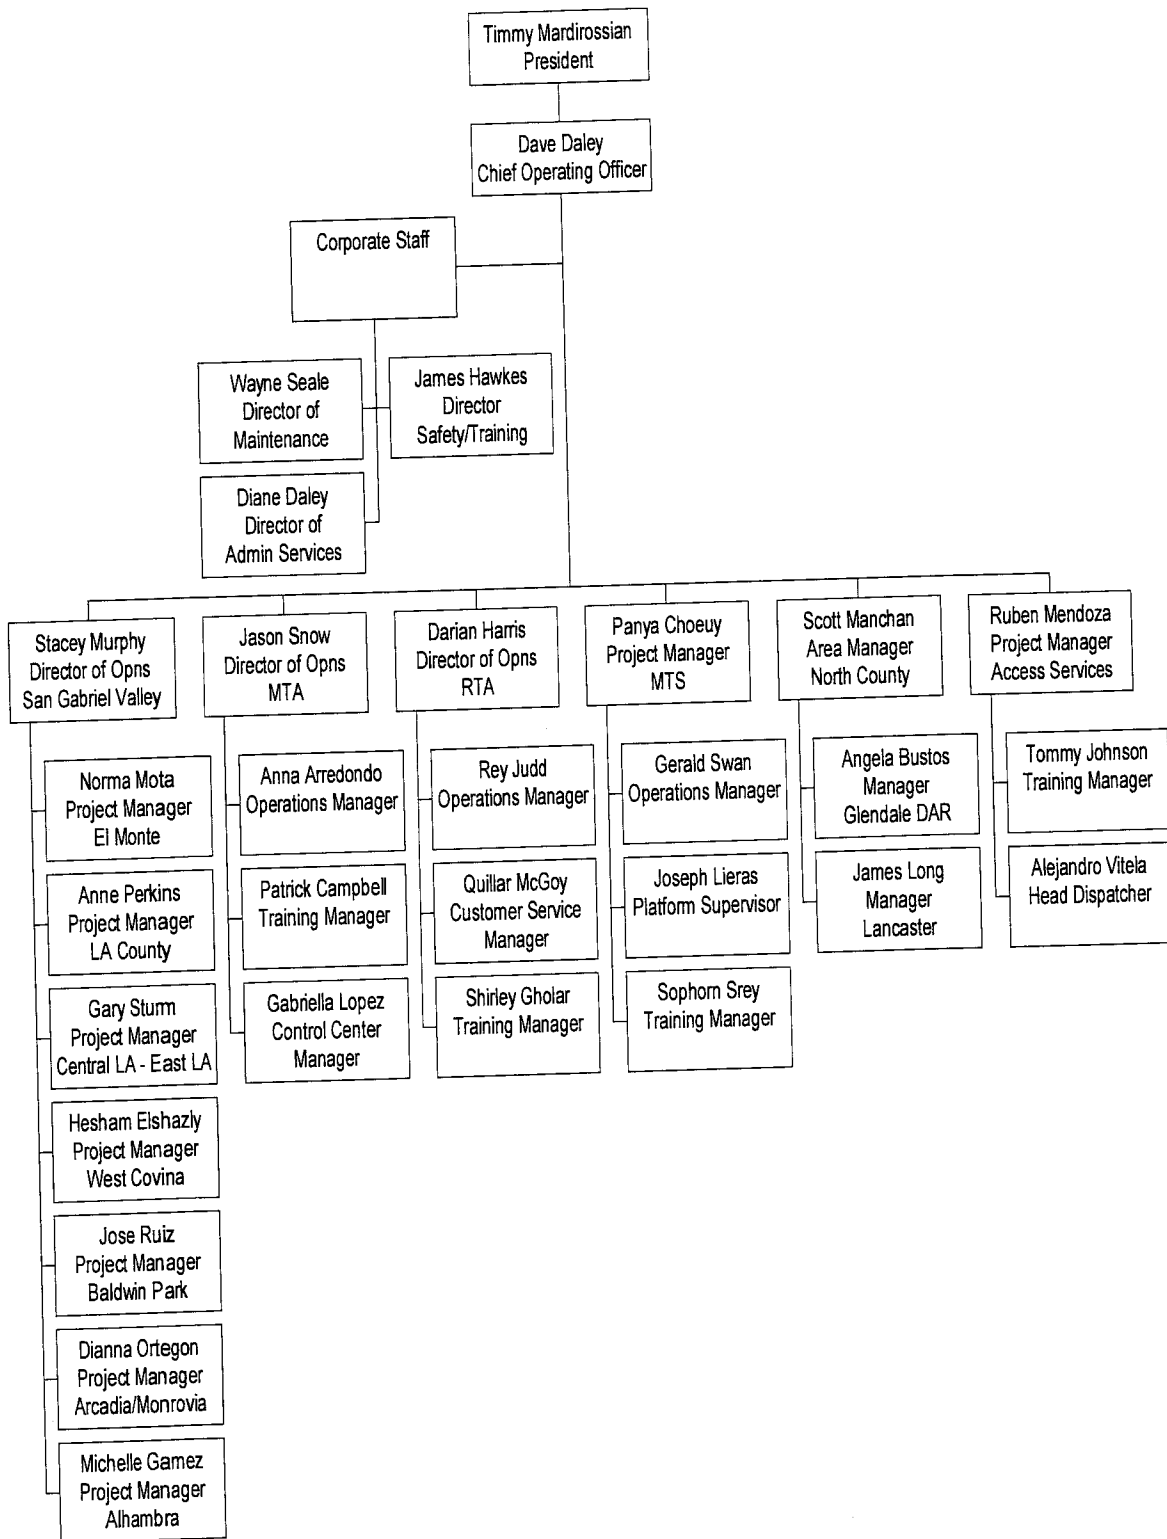 Timmy Mardirossian
President
Dave Daley
Chief Operating Officer
Corporate Staff
Wayne Seale
Director of
Maintenance
James Hawkes
Director
Safety/Training
Diane Daley
Director of
Admin Services
Stacey Murphy
Director of Opns
San Gabriel Valley
Jason Snow
Director of Opns
MTA
Darian Harris
Director of Opns
RTA
Panya Choeuy
Project Manager
MTS
Scott Manchan
Area Manager
North County
Ruben Mendoza
Project Manager
Access Services
Norma Mota
Project Manager
El Monte
Anne Perkins
Project Manager
LA County
Gary Sturm
Project Manager
Central LA - East LA
Hesham Elshazly
Project Manager
West Covina
Jose Ruiz
Project Manager
Baldwin Park
Dianna Ortegon
Project Manager
Arcadia/Monrovia
Michelle Gamez
Project Manager
Alhambra
Anna Arredondo
Operations Manager
Patrick Campbell
Training Manager
Gabriella Lopez
Control Center
Manager
Rey Judd
Operations Manager
Quillar McGoy
Customer Service
Manager
Shirley Gholar
Training Manager
Gerald Swan
Operations Manager
Joseph Lieras
Platform Supervisor
Sophorn Srey
Training Manager
Angela Bustos
Manager
Glendale DAR
James Long
Manager
Lancaster
Tommy Johnson
Training Manager
Alejandro Vitela
Head Dispatcher